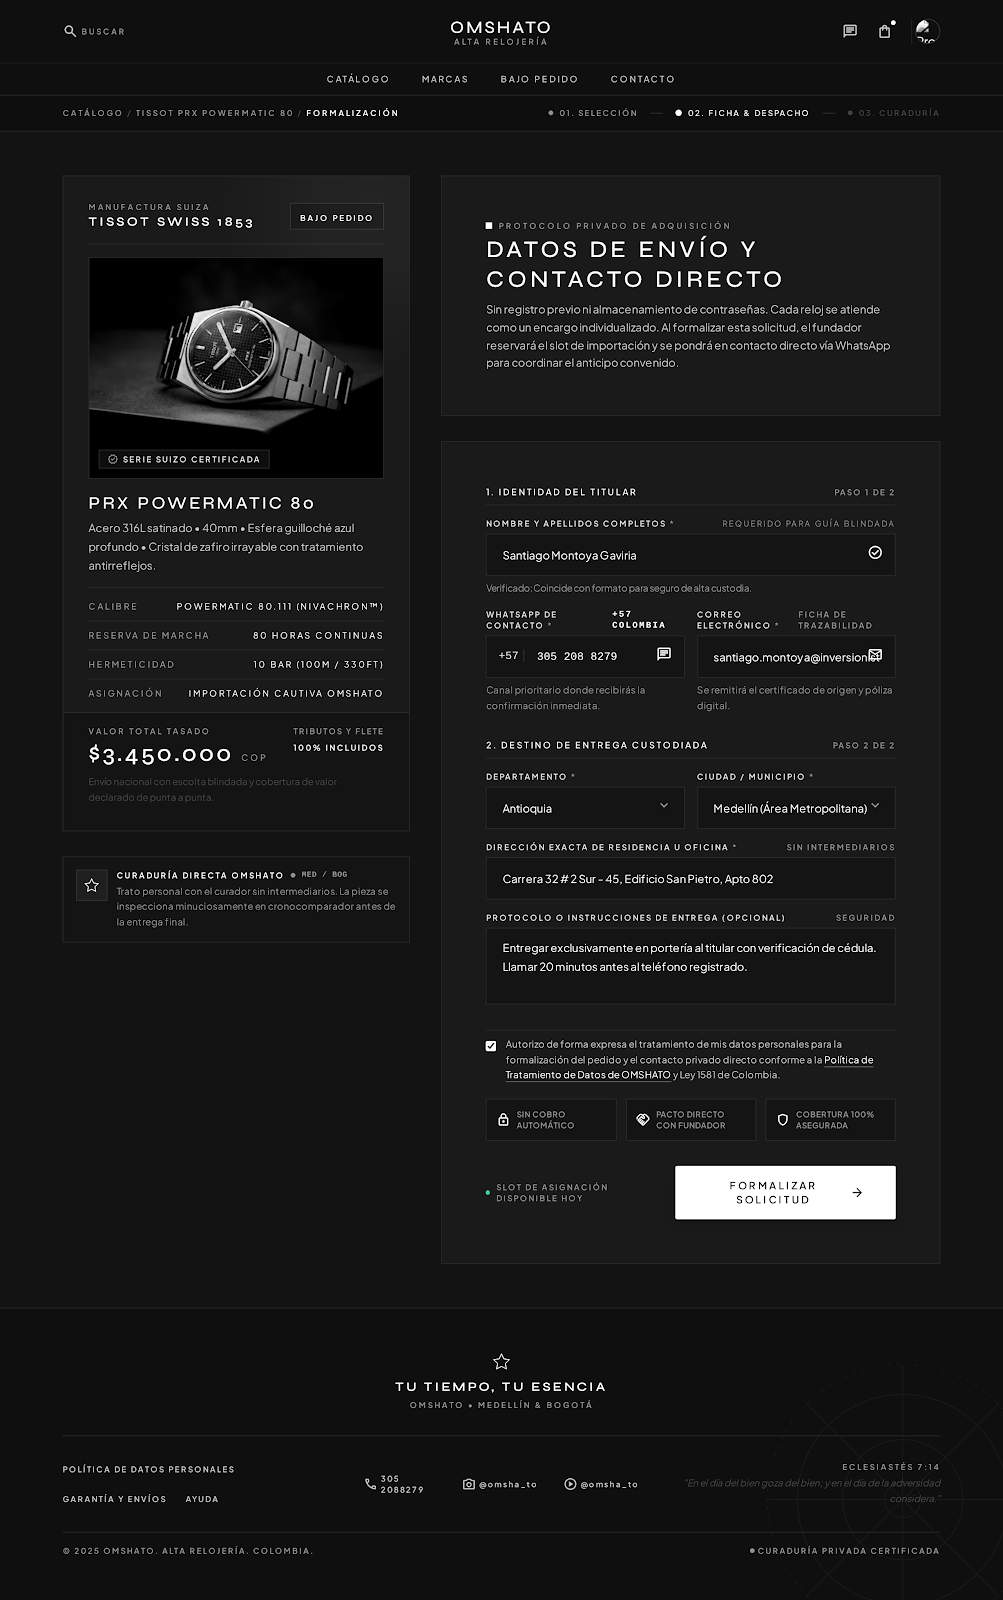 BUSCAR
OMSHATO
ALTA RELOJERÍA
CATÁLOGO MARCAS BAJO PEDIDO CONTACTO
CATÁLOGO / TISSOT PRX POWERMATIC 80 / FORMALIZACIÓN
01. SELECCIÓN — 02. FICHA & DESPACHO — 03. CURADURÍA
MANUFACTURA SUIZA
TISSOT SWISS 1853
BAJO PEDIDO
SERIE SUIZO CERTIFICADA
PRX POWERMATIC 80
Acero 316L satinado • 40mm • Esfera guilloché azul
profundo • Cristal de zafiro irrayable con tratamiento
antirreflejos.
CALIBRE POWERMATIC 80.111 (NIVACHRON™)
RESERVA DE MARCHA 80 HORAS CONTINUAS
HERMETICIDAD 10 BAR (100M / 330FT)
ASIGNACIÓN IMPORTACIÓN CAUTIVA OMSHATO
VALOR TOTAL TASADO
$3.450.000 COP
TRIBUTOS Y FLETE
100% INCLUIDOS
Envío nacional con escolta blindada y cobertura de valor
declarado de punta a punta.
CURADURÍA DIRECTA OMSHATO ● MED / BOG
Trato personal con el curador sin intermediarios. La pieza se
inspecciona minuciosamente en cronocomparador antes de
la entrega final.
PROTOCOLO PRIVADO DE ADQUISICIÓN
DATOS DE ENVÍO Y
CONTACTO DIRECTO
Sin registro previo ni almacenamiento de contraseñas. Cada reloj se atiende
como un encargo individualizado. Al formalizar esta solicitud, el fundador
reservará el slot de importación y se pondrá en contacto directo vía WhatsApp
para coordinar el anticipo convenido.
1. IDENTIDAD DEL TITULAR PASO 1 DE 2
NOMBRE Y APELLIDOS COMPLETOS * REQUERIDO PARA GUÍA BLINDADA
Santiago Montoya Gaviria
Verificado: Coincide con formato para seguro de alta custodia.
WHATSAPP DE
CONTACTO *
+57
COLOMBIA
+57 305 208 8279
Canal prioritario donde recibirás la
confirmación inmediata.
CORREO
ELECTRÓNICO *
FICHA DE
TRAZABILIDAD
santiago.montoya@inversionist
Se remitirá el certificado de origen y póliza
digital.
2. DESTINO DE ENTREGA CUSTODIADA PASO 2 DE 2
DEPARTAMENTO *
Antioquia
CIUDAD / MUNICIPIO *
Medellín (Área Metropolitana)
DIRECCIÓN EXACTA DE RESIDENCIA U OFICINA * SIN INTERMEDIARIOS
Carrera 32 # 2 Sur - 45, Edificio San Pietro, Apto 802
PROTOCOLO O INSTRUCCIONES DE ENTREGA (OPCIONAL) SEGURIDAD
Entregar exclusivamente en portería al titular con verificación de cédula.
Llamar 20 minutos antes al teléfono registrado.
Autorizo de forma expresa el tratamiento de mis datos personales para la
formalización del pedido y el contacto privado directo conforme a la Política de
Tratamiento de Datos de OMSHATO y Ley 1581 de Colombia.
SIN COBRO
AUTOMÁTICO
PACTO DIRECTO
CON FUNDADOR
COBERTURA 100%
ASEGURADA
SLOT DE ASIGNACIÓN
DISPONIBLE HOY
FORMALIZAR
SOLICITUD
TU TIEMPO, TU ESENCIA
OMSHATO • MEDELLÍN & BOGOTÁ
POLÍTICA DE DATOS PERSONALES
GARANTÍA Y ENVÍOS AYUDA
305
2088279
@omsha_to
@omsha_to
ECLESIASTÉS 7:14
"En el día del bien goza del bien; y en el día de la adversidad
considera."
© 2025 OMSHATO. ALTA RELOJERÍA. COLOMBIA.
CURADURÍA PRIVADA CERTIFICADA